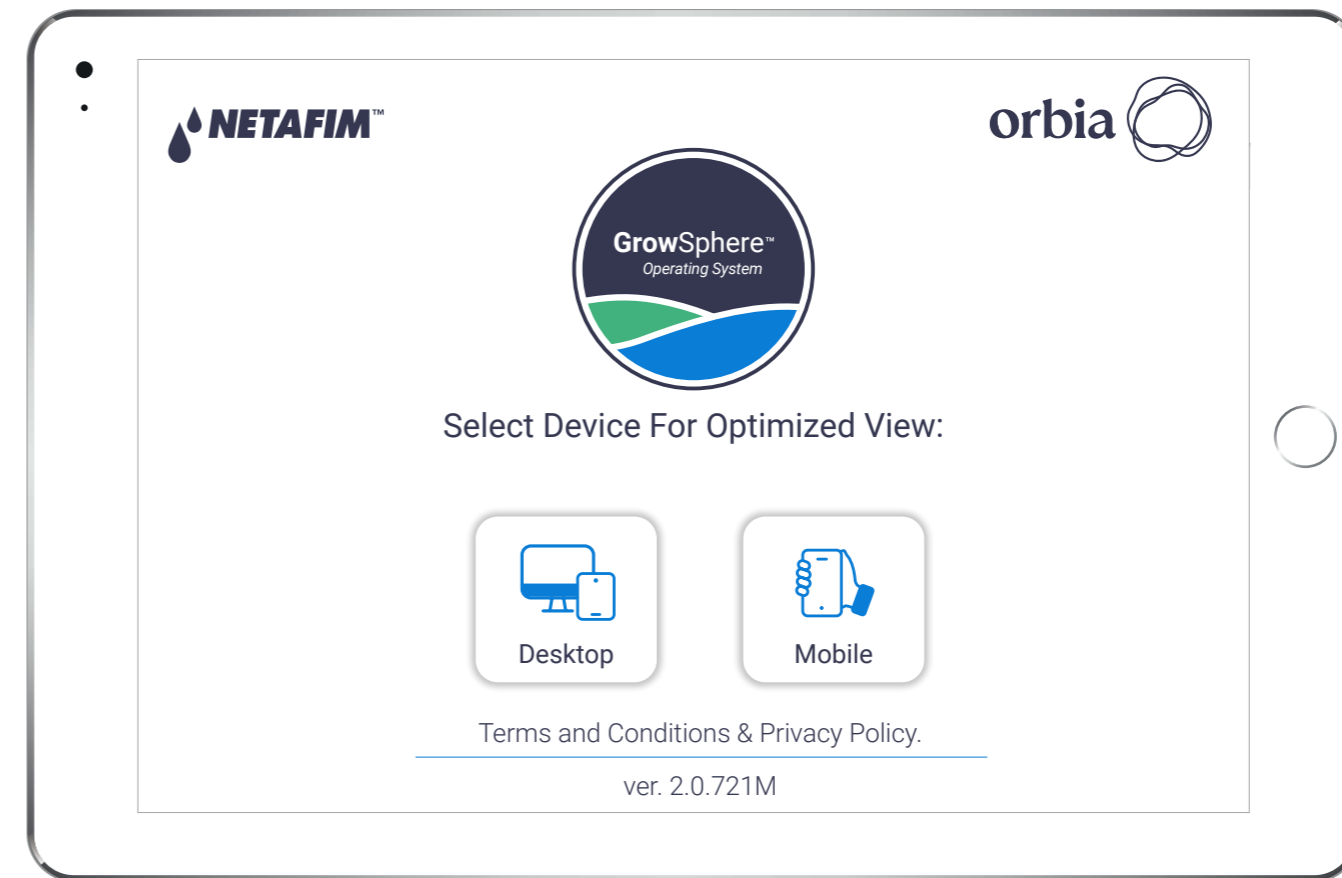 NETAFIM™
orbia
GrowSphere™
Operating System
Select Device For Optimized View:
Desktop
Mobile
Terms and Conditions & Privacy Policy.
ver. 2.0.721M